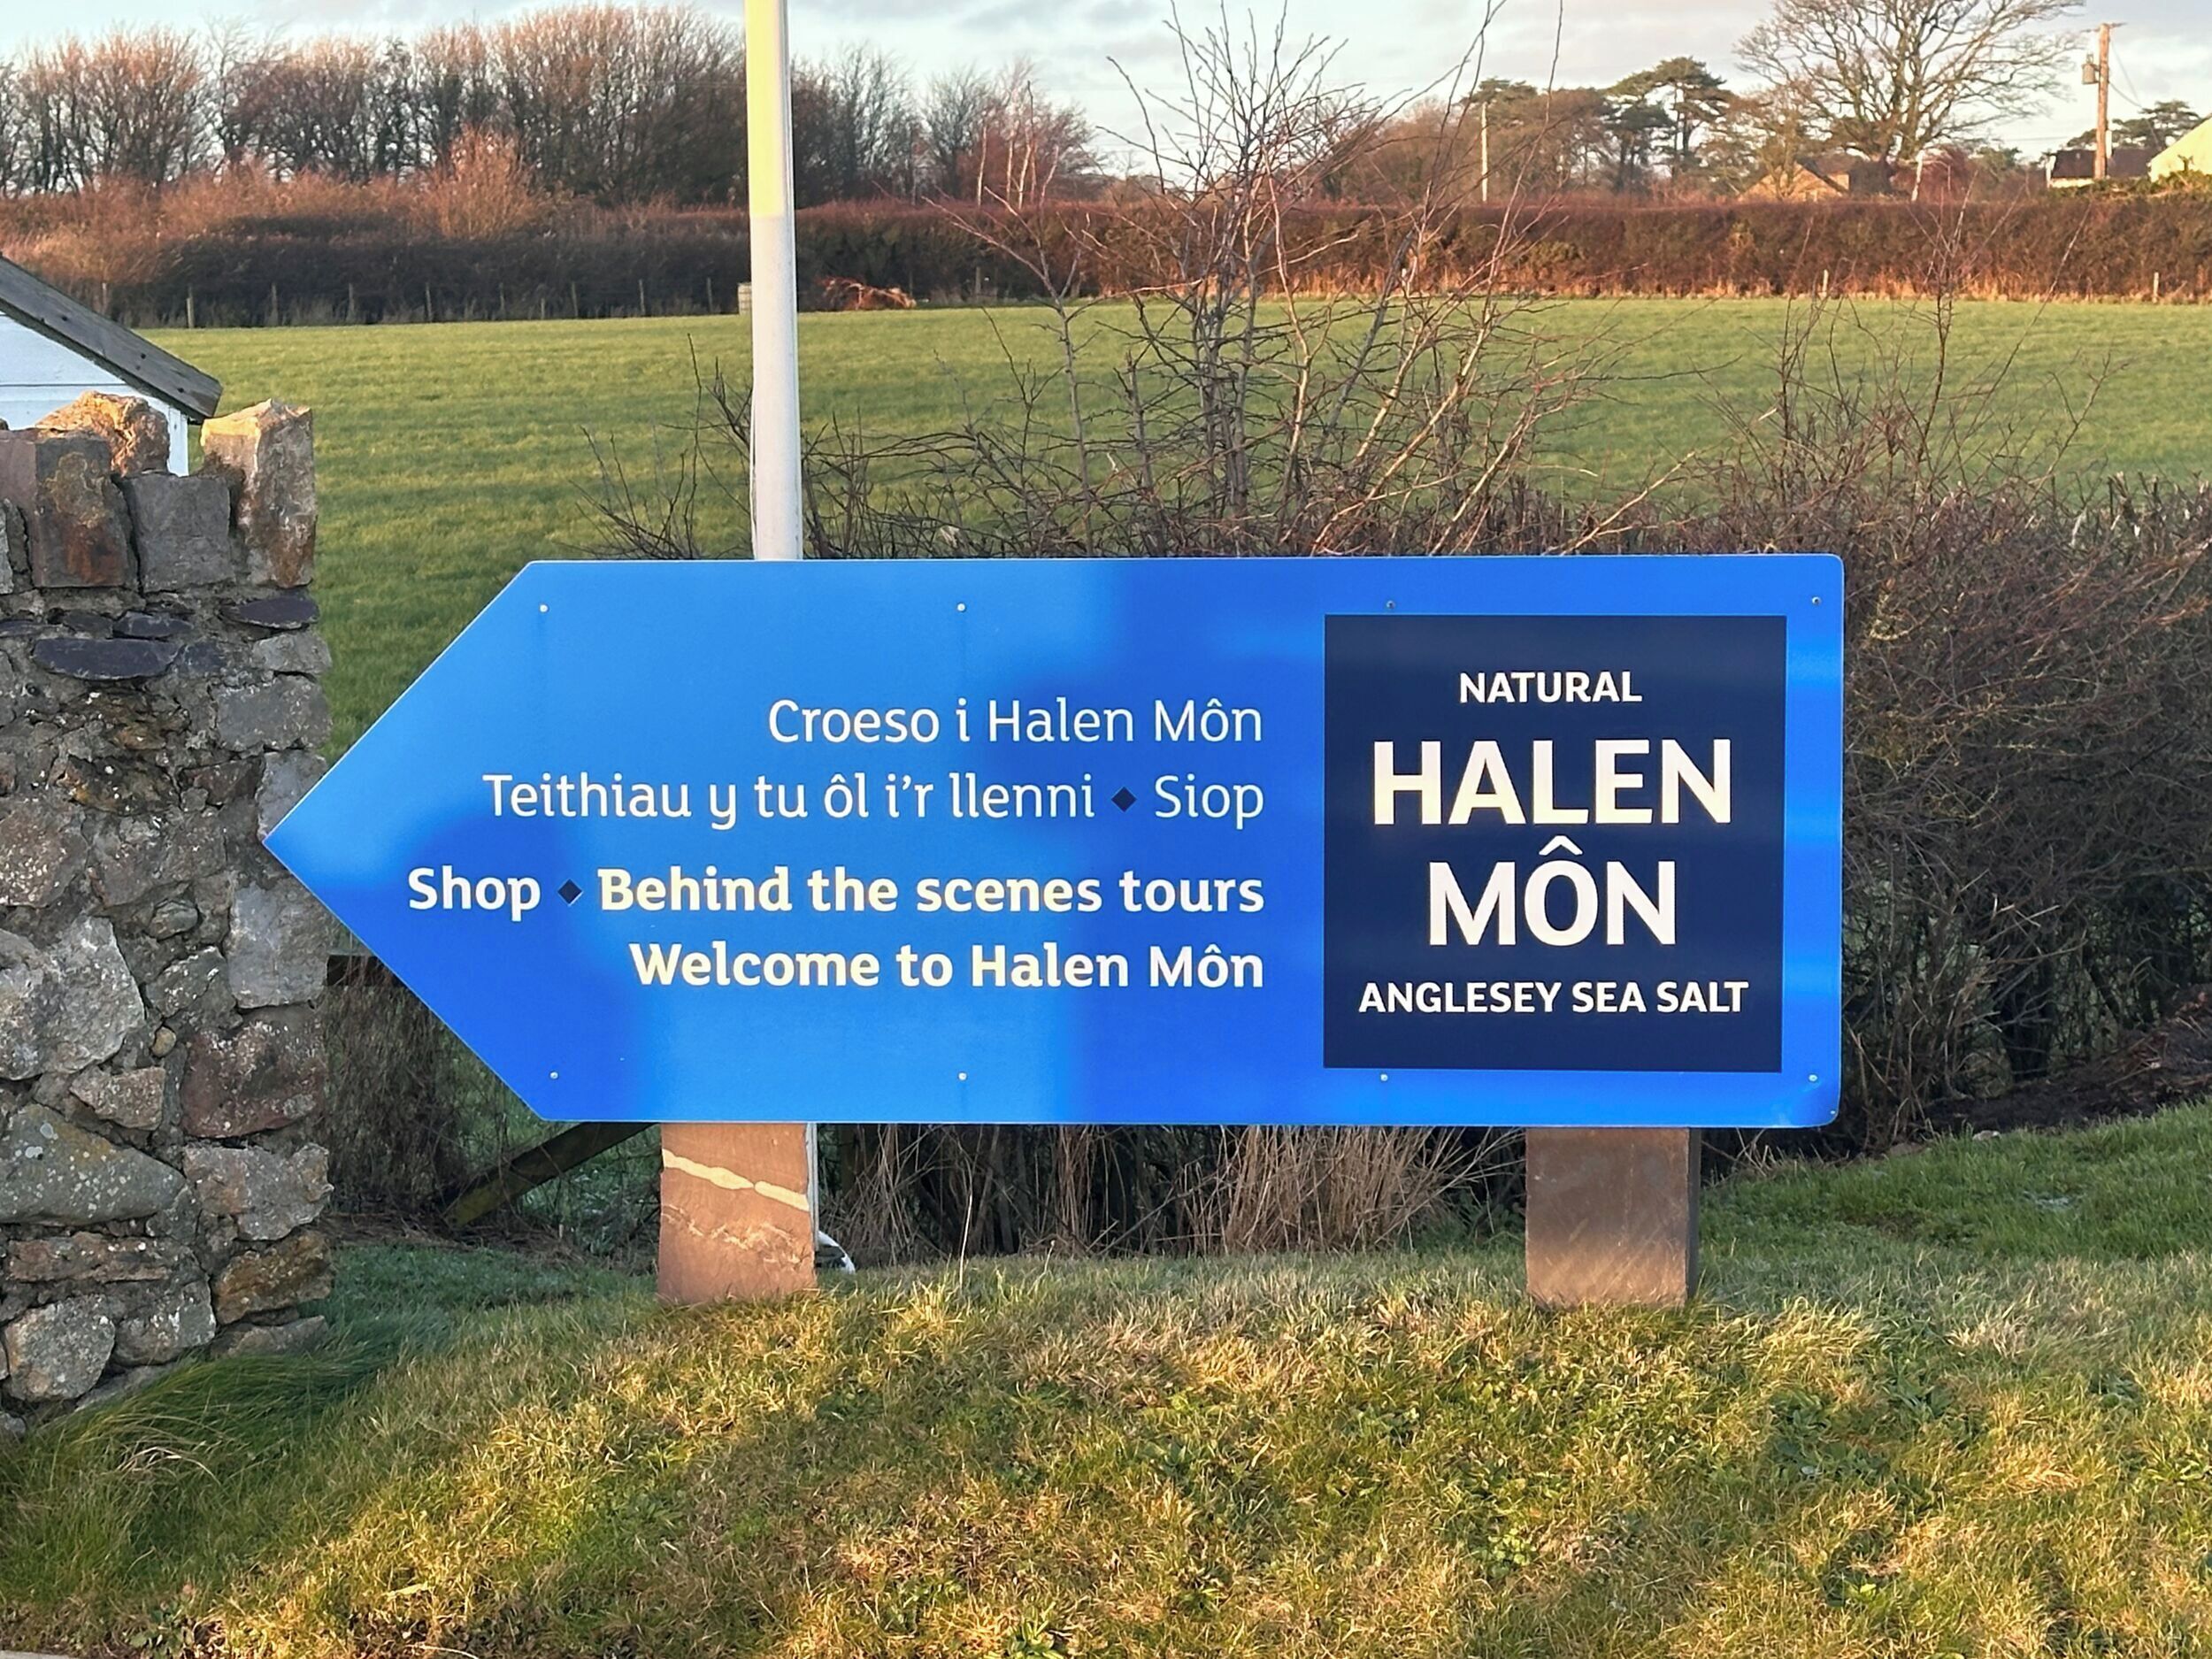 Croeso i Halen Môn
Teithiau y tu ôl i'r llenni ◆ Siop
Shop ◆ Behind the scenes tours
Welcome to Halen Môn
NATURAL
HALEN
MÔN
ANGLESEY SEA SALT